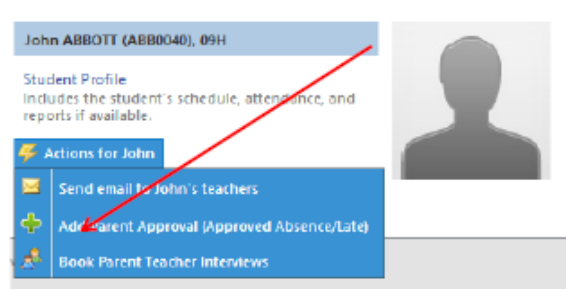 John ABBOTT (ABB0040), 09H
Student Profile
Includes the student's schedule, attendance, and
reports if available.
Actions for John
Send email to John's teachers
Add Parent Approval (Approved Absence/Late)
Book Parent Teacher Interviews